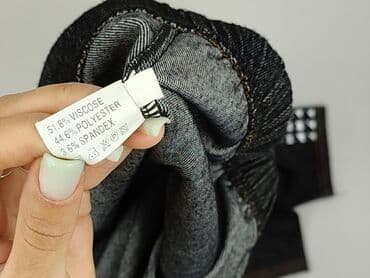 51.8% VISCOSE
44.6% POLYESTER
3.6% SPANDEX